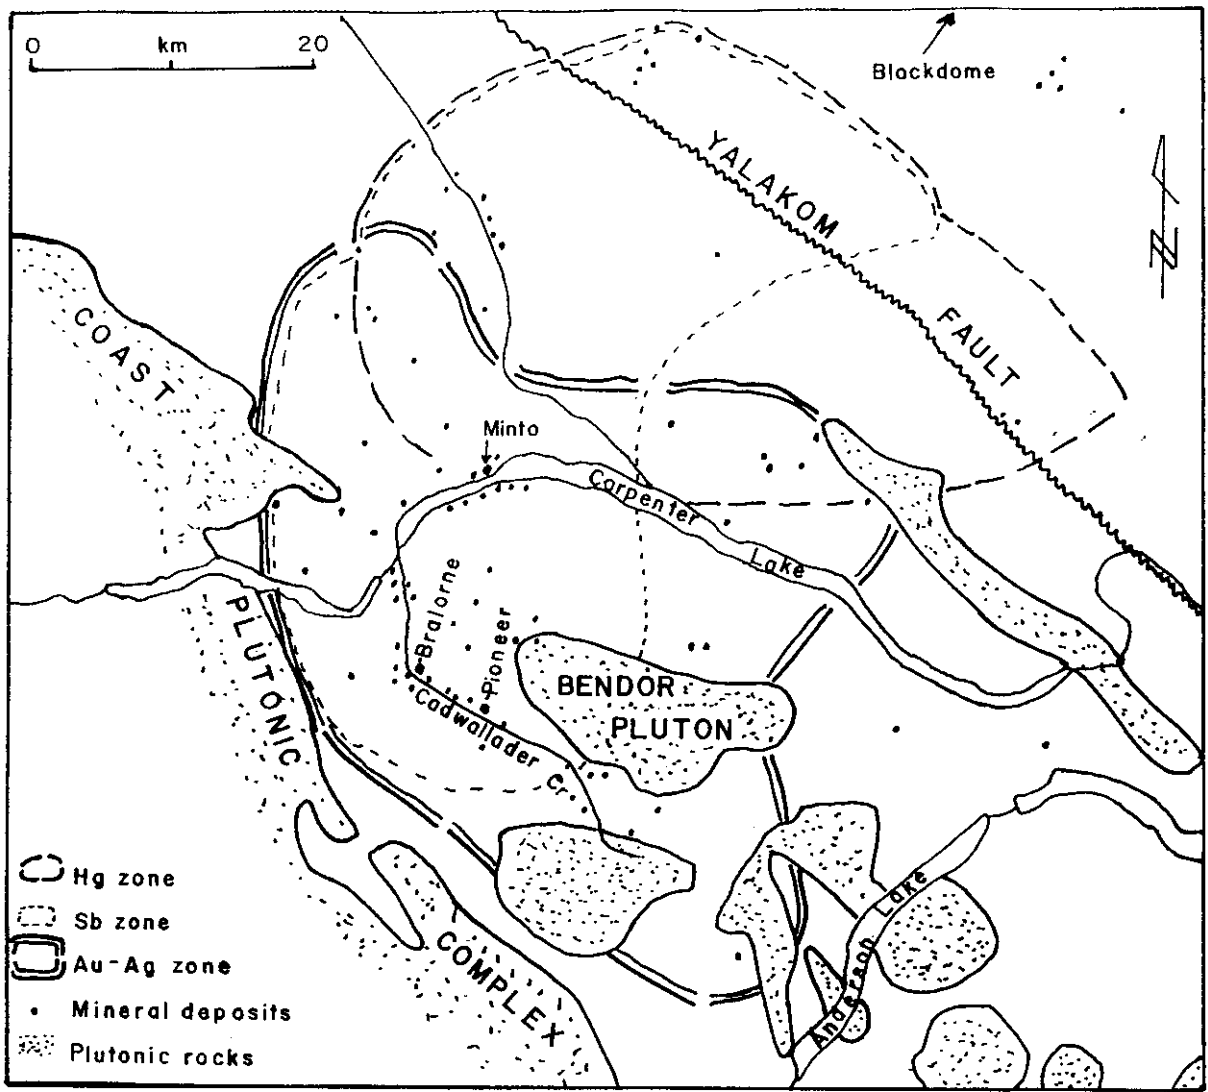 0 km 20
Blackdome
YALAKOM
FAULT
COAST
Minto
Carpenter
Lake
Bralorne
Pioneer
PLUTONIC
BENDOR
PLUTON
Cadwallader Cr.
COMPLEX
Anderson Lake
N
Hg zone
Sb zone
Au-Ag zone
Mineral deposits
Plutonic rocks